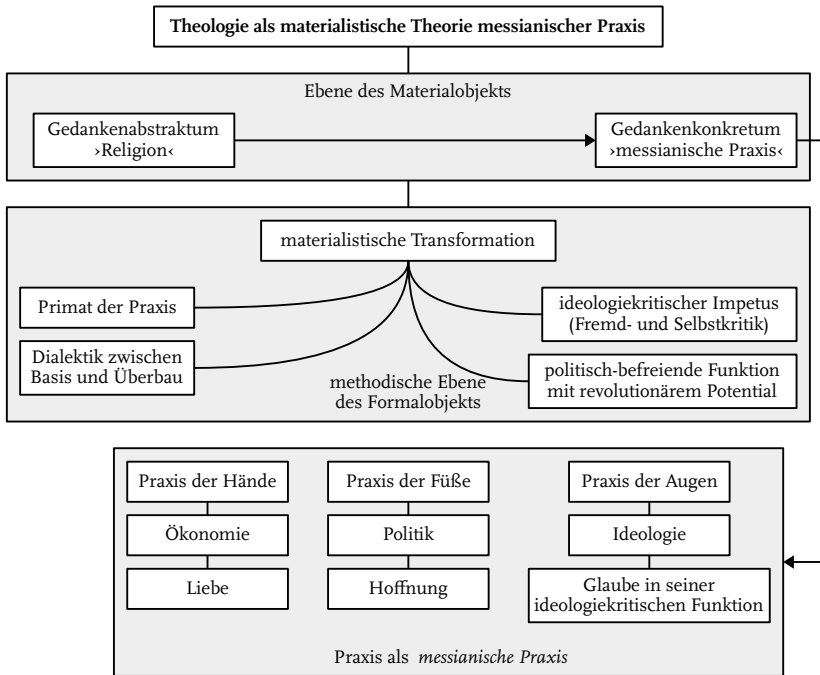 Theologie als materialistische Theorie messianischer Praxis
Ebene des Materialobjekts
Gedankenabstraktum
›Religion‹
Gedankenkonkretum
›messianische Praxis‹
materialistische Transformation
Primat der Praxis
Dialektik zwischen
Basis und Überbau
ideologiekritischer Impetus
(Fremd- und Selbstkritik)
politisch-befreiende Funktion
mit revolutionärem Potential
methodische Ebene
des Formalobjekts
Praxis der Hände
Ökonomie
Liebe
Praxis der Füße
Politik
Hoffnung
Praxis der Augen
Ideologie
Glaube in seiner
ideologiekritischen Funktion
Praxis als messianische Praxis